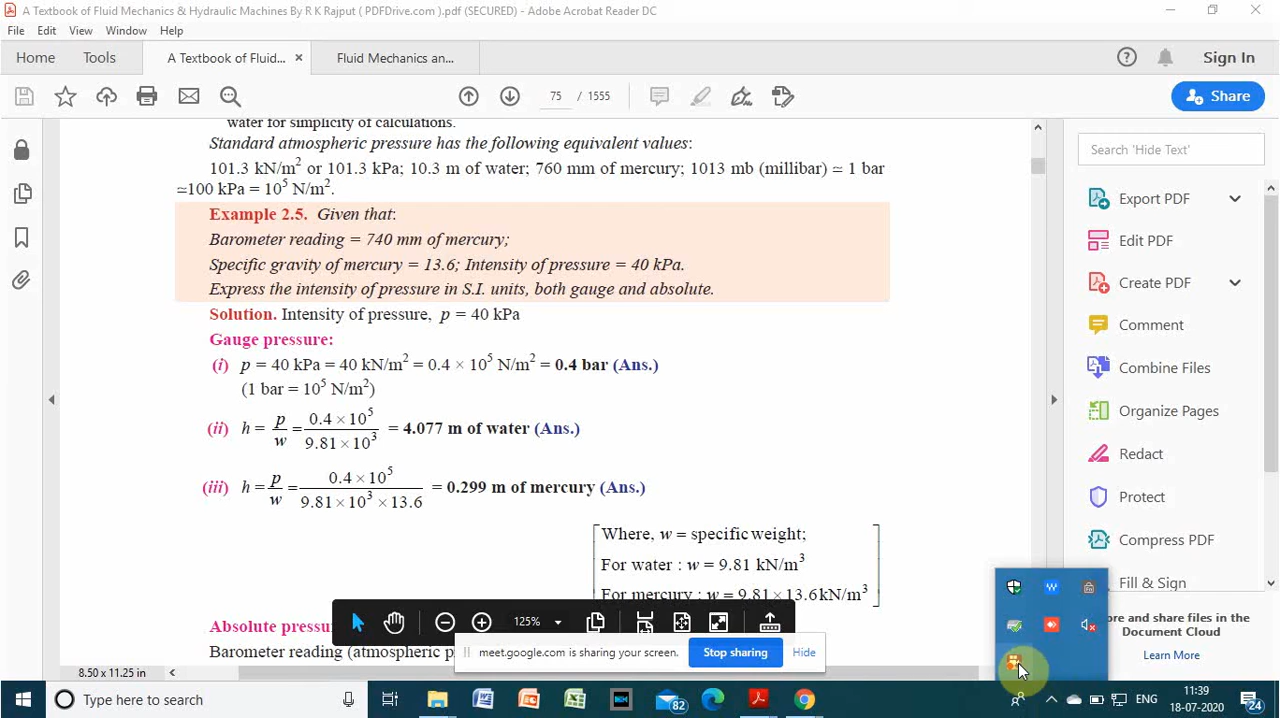 A Textbook of Fluid Mechanics & Hydraulic Machines By R K Rajput ( PDFDrive.com ).pdf (SECURED) - Adobe Acrobat Reader DC
File Edit View Window Help
Home Tools A Textbook of Fluid... × Fluid Mechanics an... Sign In
75 / 1555 Share
water for simplicity of calculations.
Standard atmospheric pressure has the following equivalent values:
101.3 kN/m² or 101.3 kPa; 10.3 m of water; 760 mm of mercury; 1013 mb (millibar) ≃ 1 bar
≃100 kPa = 10⁵ N/m².
Example 2.5. Given that:
Barometer reading = 740 mm of mercury;
Specific gravity of mercury = 13.6; Intensity of pressure = 40 kPa.
Express the intensity of pressure in S.I. units, both gauge and absolute.
Solution. Intensity of pressure, p = 40 kPa
Gauge pressure:
(i) p = 40 kPa = 40 kN/m² = 0.4 × 10⁵ N/m² = 0.4 bar (Ans.)
(1 bar = 10⁵ N/m²)
(ii) h = p/w = 0.4 × 10⁵ / 9.81 × 10³ = 4.077 m of water (Ans.)
(iii) h = p/w = 0.4 × 10⁵ / 9.81 × 10³ × 13.6 = 0.299 m of mercury (Ans.)
Where, w = specific weight;
For water : w = 9.81 kN/m³
For mercury : w = 9.81 × 13.6 kN/m³
Absolute pressu
Barometer reading (atmospheric p
125%
meet.google.com is sharing your screen. Stop sharing Hide
8.50 x 11.25 in
Search 'Hide Text'
Export PDF
Edit PDF
Create PDF
Comment
Combine Files
Organize Pages
Redact
Protect
Compress PDF
Fill & Sign
ore and share files in the
Document Cloud
Learn More
Type here to search
82
ENG
11:39
18-07-2020
24